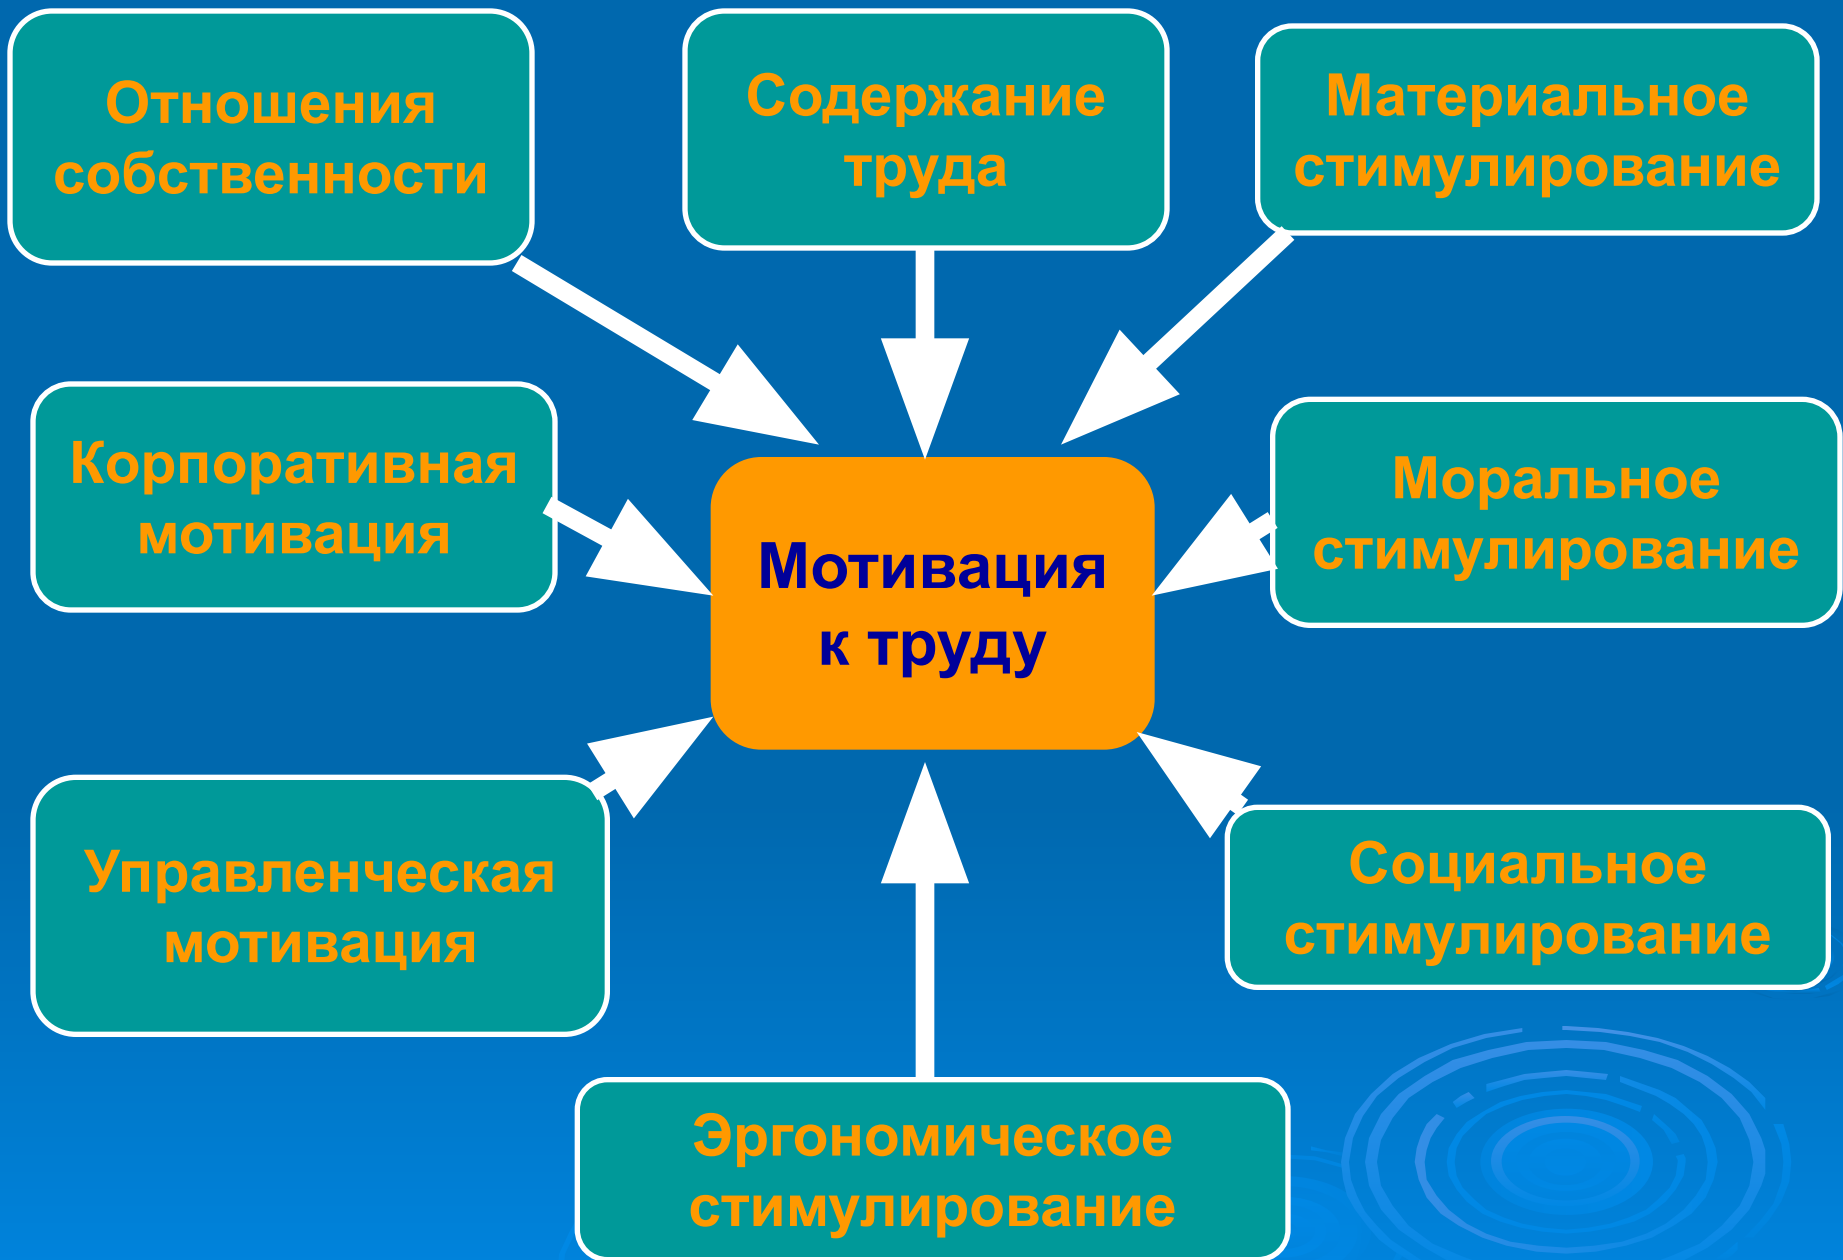 Отношения
собственности
Содержание
труда
Материальное
стимулирование
Корпоративная
мотивация
Мотивация
к труду
Моральное
стимулирование
Управленческая
мотивация
Социальное
стимулирование
Эргономическое
стимулирование